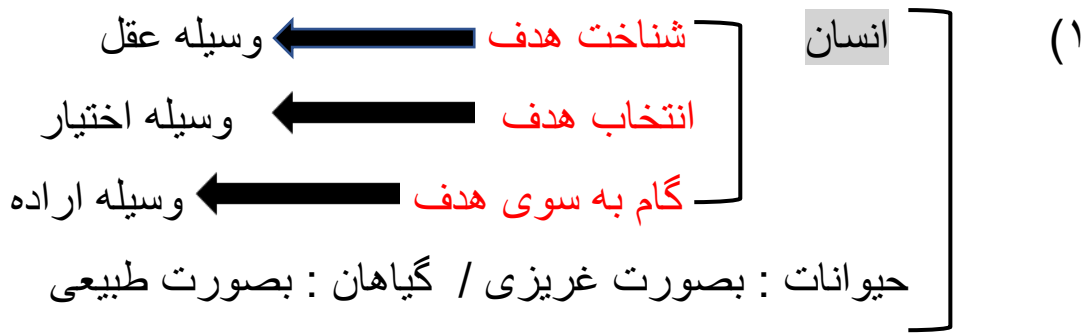 ۱) انسان شناخت هدف وسیله عقل
انتخاب هدف وسیله اختیار
گام به سوی هدف وسیله اراده
حیوانات : بصورت غریزی / گیاهان : بصورت طبیعی